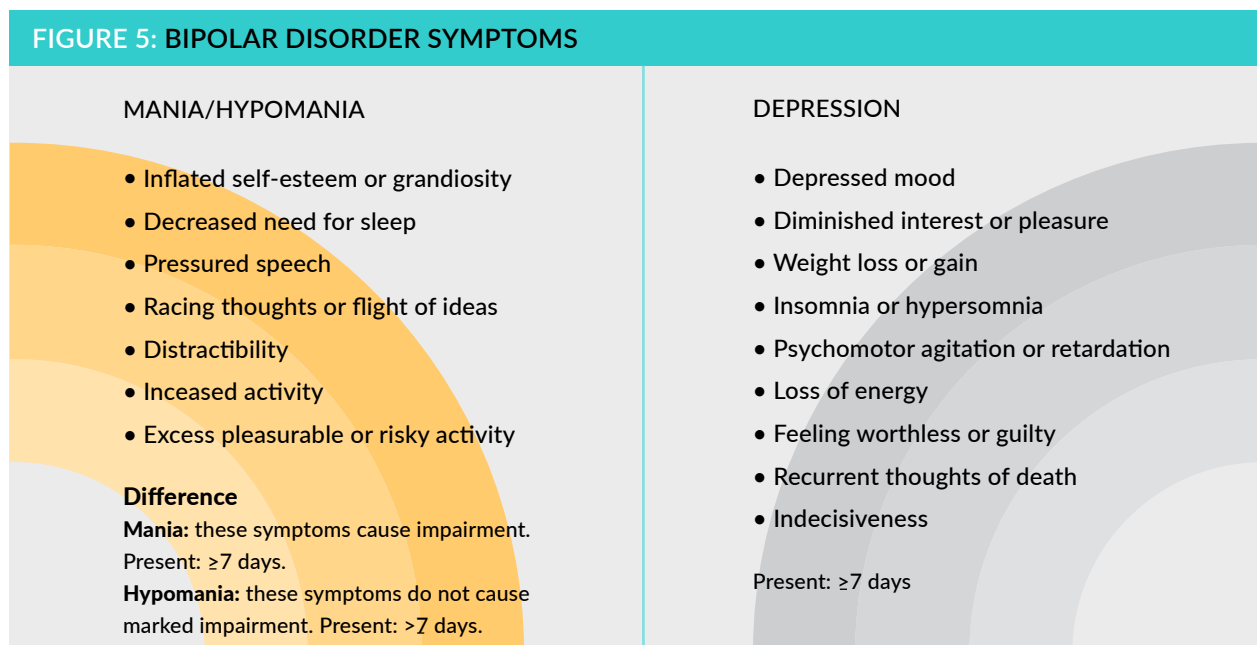 FIGURE 5: BIPOLAR DISORDER SYMPTOMS
MANIA/HYPOMANIA
• Inflated self-esteem or grandiosity
• Decreased need for sleep
• Pressured speech
• Racing thoughts or flight of ideas
• Distractibility
• Inceased activity
• Excess pleasurable or risky activity
Difference
Mania: these symptoms cause impairment.
Present: ≥7 days.
Hypomania: these symptoms do not cause
marked impairment. Present: >7 days.
DEPRESSION
• Depressed mood
• Diminished interest or pleasure
• Weight loss or gain
• Insomnia or hypersomnia
• Psychomotor agitation or retardation
• Loss of energy
• Feeling worthless or guilty
• Recurrent thoughts of death
• Indecisiveness
Present: ≥7 days